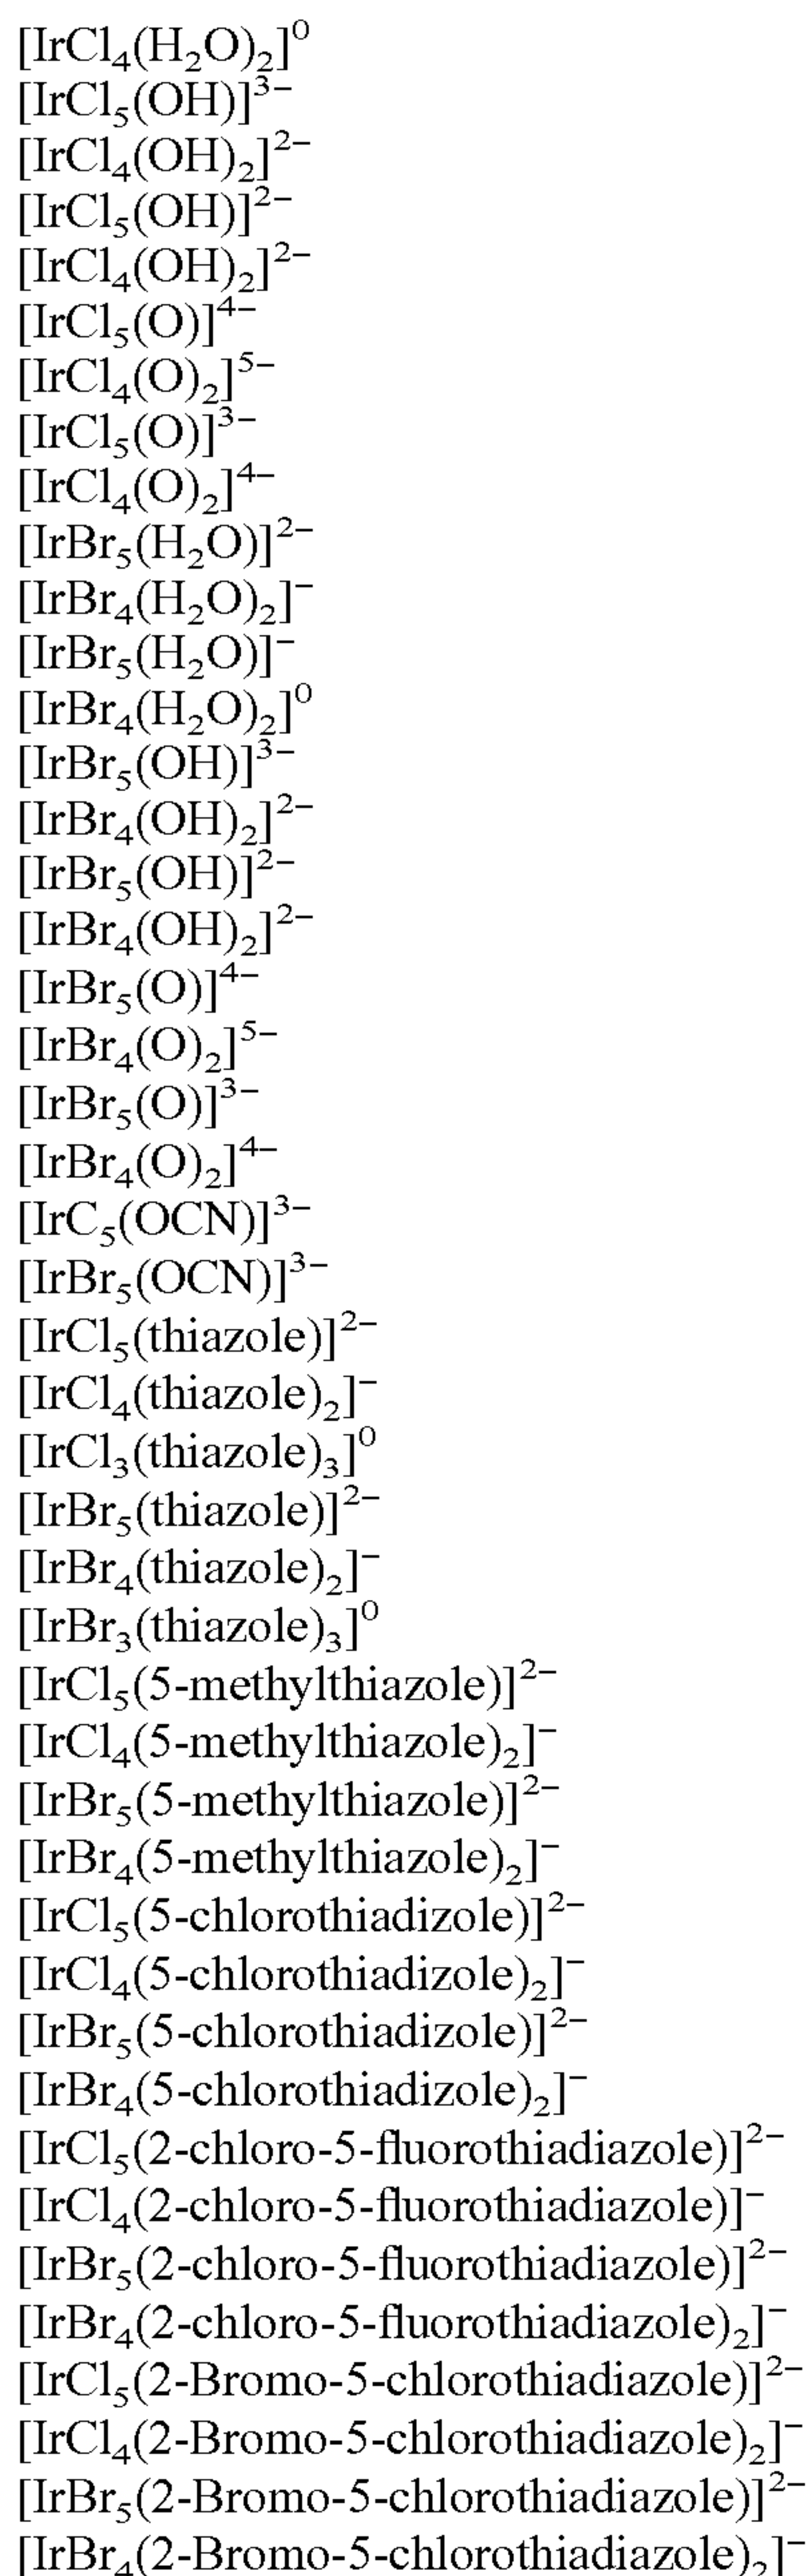 [IrCl₄(H₂O)₂]⁰
[IrCl₅(OH)]³⁻
[IrCl₄(OH)₂]²⁻
[IrCl₅(OH)]²⁻
[IrCl₄(OH)₂]²⁻
[IrCl₅(O)]⁴⁻
[IrCl₄(O)₂]⁵⁻
[IrCl₅(O)]³⁻
[IrCl₄(O)₂]⁴⁻
[IrBr₅(H₂O)]²⁻
[IrBr₄(H₂O)₂]⁻
[IrBr₅(H₂O)]⁻
[IrBr₄(H₂O)₂]⁰
[IrBr₅(OH)]³⁻
[IrBr₄(OH)₂]²⁻
[IrBr₅(OH)]²⁻
[IrBr₄(OH)₂]²⁻
[IrBr₅(O)]⁴⁻
[IrBr₄(O)₂]⁵⁻
[IrBr₅(O)]³⁻
[IrBr₄(O)₂]⁴⁻
[IrC₅(OCN)]³⁻
[IrBr₅(OCN)]³⁻
[IrCl₅(thiazole)]²⁻
[IrCl₄(thiazole)₂]⁻
[IrCl₃(thiazole)₃]⁰
[IrBr₅(thiazole)]²⁻
[IrBr₄(thiazole)₂]⁻
[IrBr₃(thiazole)₃]⁰
[IrCl₅(5-methylthiazole)]²⁻
[IrCl₄(5-methylthiazole)₂]⁻
[IrBr₅(5-methylthiazole)]²⁻
[IrBr₄(5-methylthiazole)₂]⁻
[IrCl₅(5-chlorothiadizole)]²⁻
[IrCl₄(5-chlorothiadizole)₂]⁻
[IrBr₅(5-chlorothiadizole)]²⁻
[IrBr₄(5-chlorothiadizole)₂]⁻
[IrCl₅(2-chloro-5-fluorothiadiazole)]²⁻
[IrCl₄(2-chloro-5-fluorothiadiazole)]⁻
[IrBr₅(2-chloro-5-fluorothiadiazole)]²⁻
[IrBr₄(2-chloro-5-fluorothiadiazole)₂]⁻
[IrCl₅(2-Bromo-5-chlorothiadiazole)]²⁻
[IrCl₄(2-Bromo-5-chlorothiadiazole)₂]⁻
[IrBr₅(2-Bromo-5-chlorothiadiazole)]²⁻
[IrBr₄(2-Bromo-5-chlorothiadiazole)₂]⁻